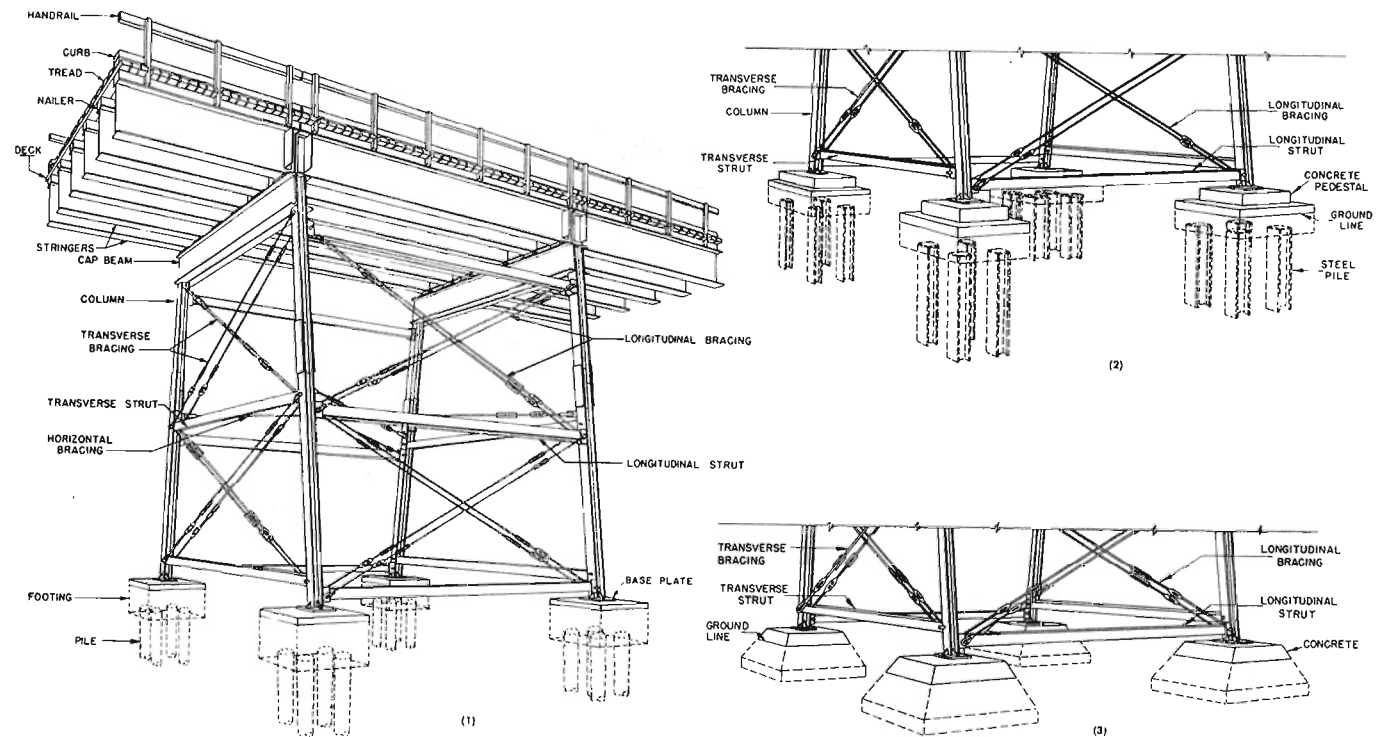 HANDRAIL
CURB
TREAD
NAILER
DECK
STRINGERS
CAP BEAM
COLUMN
TRANSVERSE
BRACING
TRANSVERSE STRUT
HORIZONTAL
BRACING
FOOTING
PILE
LONGITUDINAL BRACING
LONGITUDINAL STRUT
BASE PLATE
(1)
TRANSVERSE
BRACING
COLUMN
TRANSVERSE
STRUT
LONGITUDINAL
BRACING
LONGITUDINAL
STRUT
CONCRETE
PEDESTAL
GROUND
LINE
STEEL
PILE
(2)
TRANSVERSE
BRACING
TRANSVERSE
STRUT
GROUND
LINE
LONGITUDINAL
BRACING
LONGITUDINAL
STRUT
CONCRETE
(3)